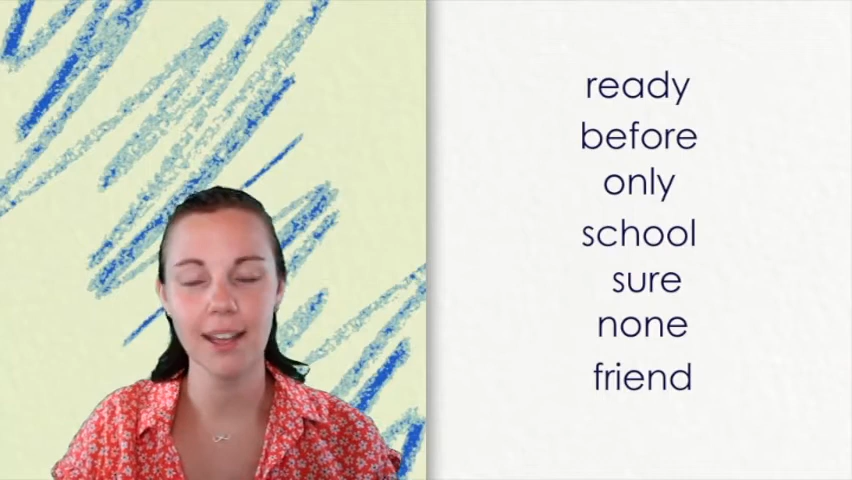 ready
before
only
school
sure
none
friend